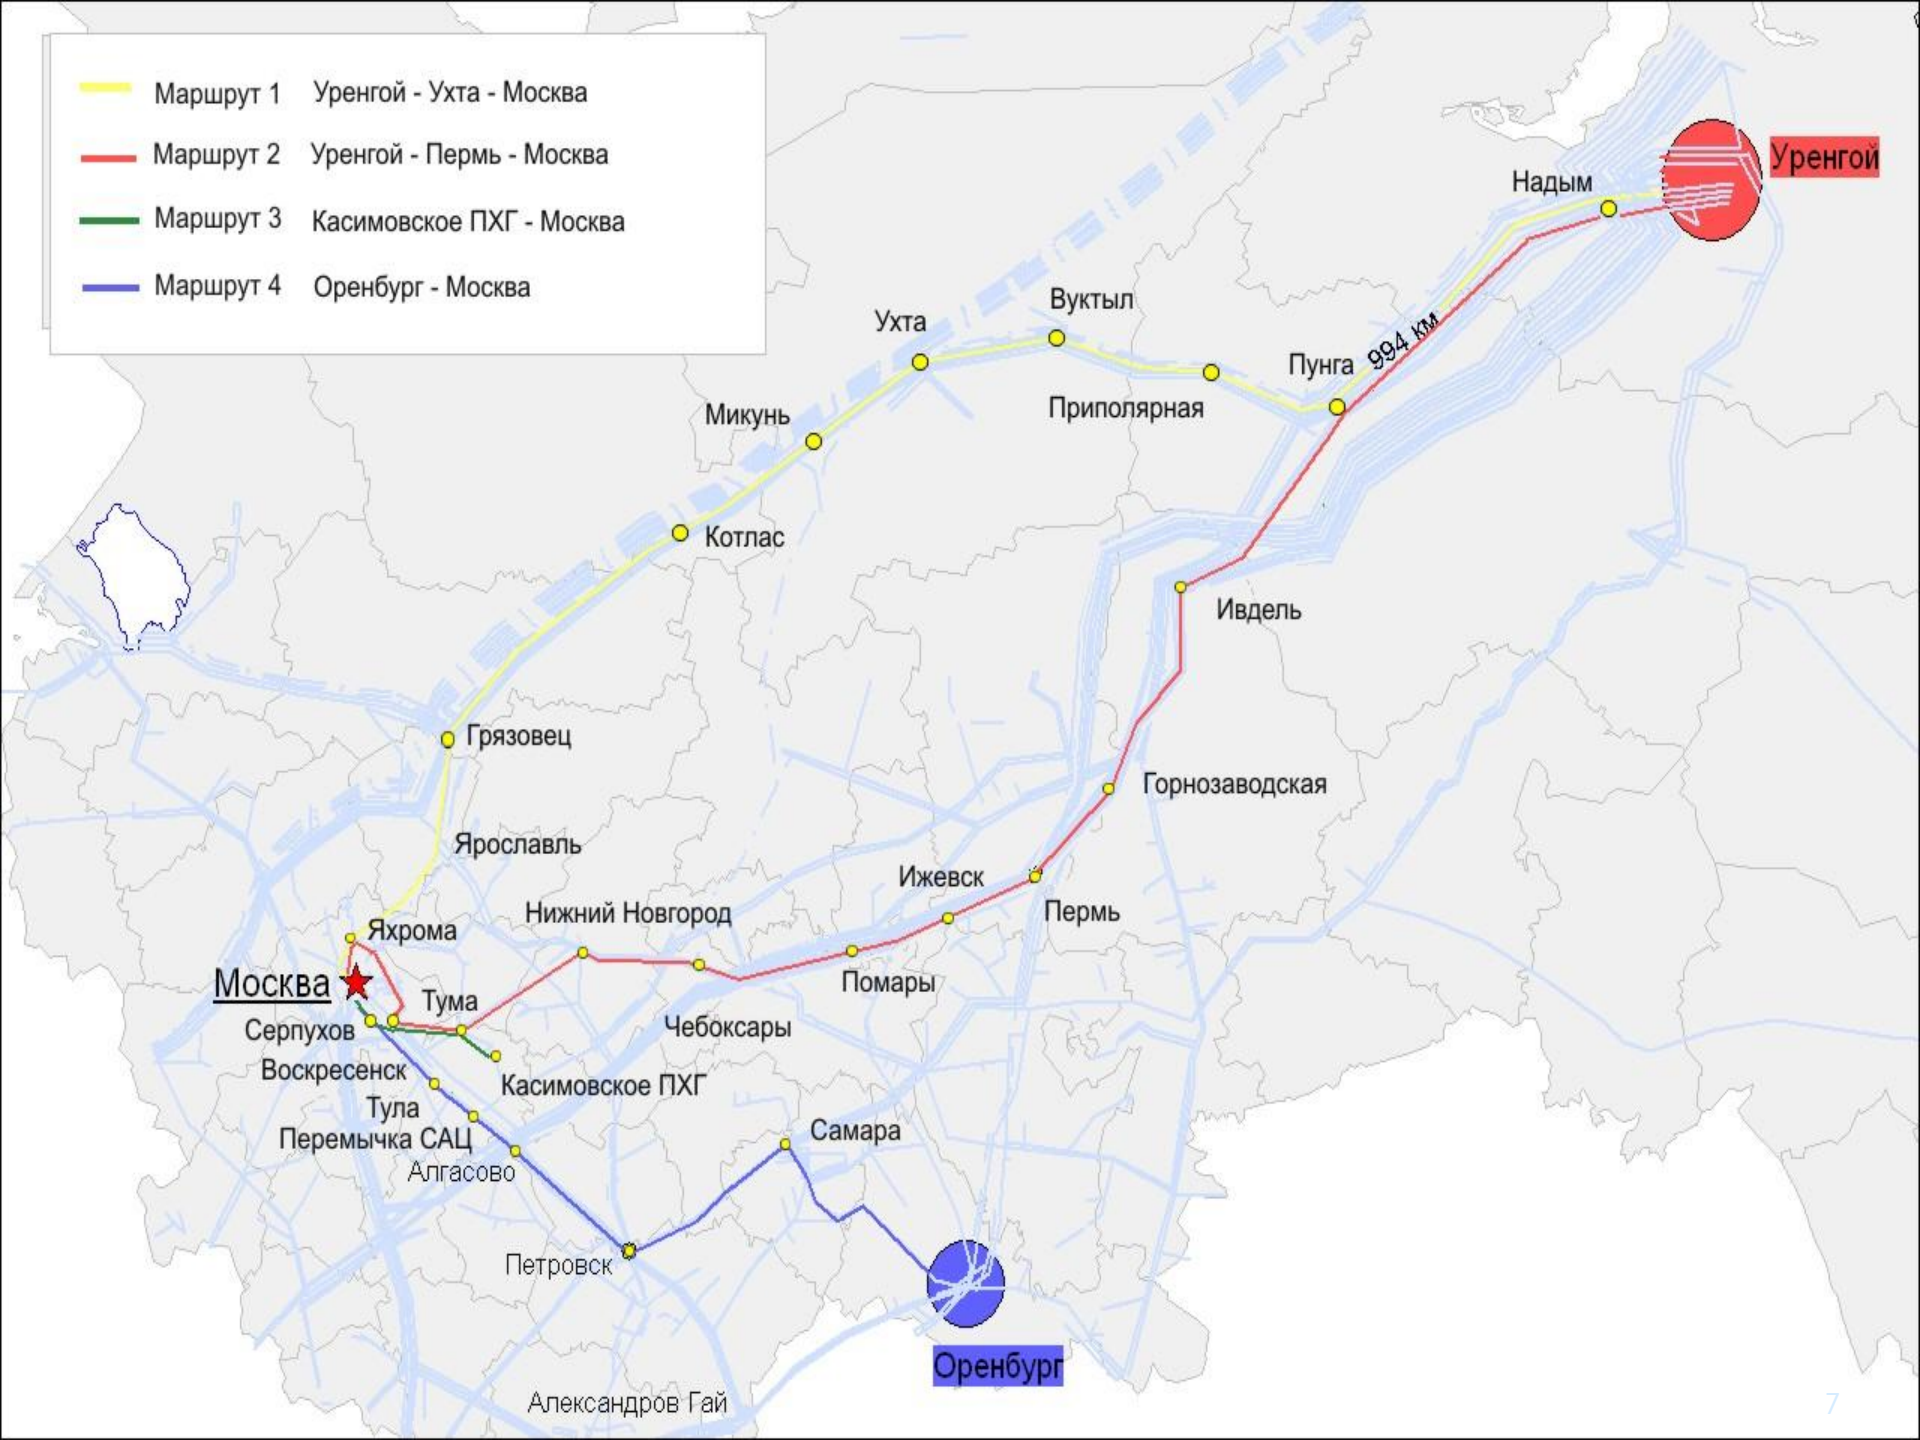 Маршрут 1 Уренгой - Ухта - Москва
Маршрут 2 Уренгой - Пермь - Москва
Маршрут 3 Касимовское ПХГ - Москва
Маршрут 4 Оренбург - Москва
Уренгой
Надым
Вуктыл
Ухта
994 км
Пунга
Приполярная
Микунь
Котлас
Ивдель
Грязовец
Горнозаводская
Ярославль
Ижевск
Нижний Новгород
Пермь
Яхрома
Москва
Помары
Тума
Серпухов
Чебоксары
Воскресенск
Касимовское ПХГ
Тула
Самара
Перемычка САЦ
Алгасово
Петровск
Оренбург
Александров Гай
7